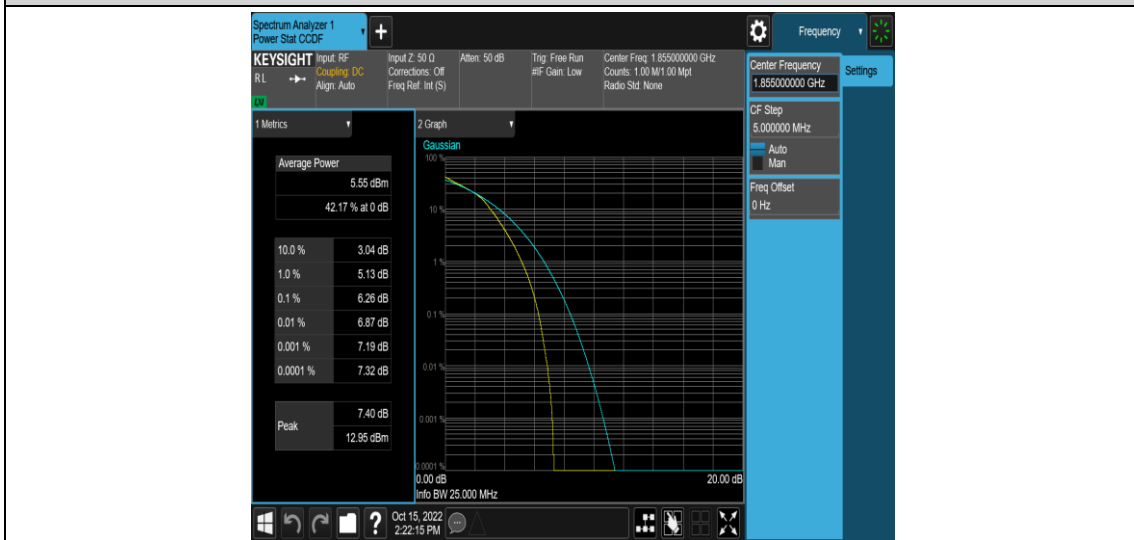 Spectrum Analyzer 1
Power Stat CCDF
+
Frequency
KEYSIGHT
RL
LXI
Input: RF
Coupling: DC
Align: Auto
Input Z: 50 Ω
Corrections: Off
Freq Ref: Int (S)
Atten: 50 dB
Trig: Free Run
#IF Gain: Low
Center Freq: 1.855000000 GHz
Counts: 1.00 M/1.00 Mpt
Radio Std: None
Center Frequency
1.855000000 GHz
Settings
CF Step
5.000000 MHz
Auto
Man
Freq Offset
0 Hz
1 Metrics
Average Power
5.55 dBm
42.17 % at 0 dB
10.0 % 3.04 dB
1.0 % 5.13 dB
0.1 % 6.26 dB
0.01 % 6.87 dB
0.001 % 7.19 dB
0.0001 % 7.32 dB
Peak 7.40 dB
12.95 dBm
2 Graph
Gaussian
100 %
10 %
1 %
0.1 %
0.01 %
0.001 %
0.0001 %
0.00 dB 20.00 dB
Info BW 25.000 MHz
?
Oct 15, 2022
2:22:15 PM